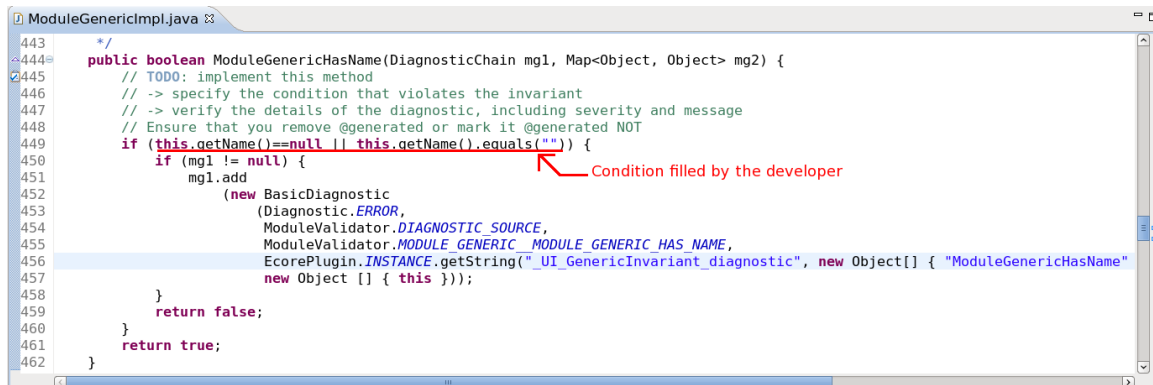 ModuleGenericImpl.java
443 */
444 public boolean ModuleGenericHasName(DiagnosticChain mg1, Map<Object, Object> mg2) {
445 // TODO: implement this method
446 // -> specify the condition that violates the invariant
447 // -> verify the details of the diagnostic, including severity and message
448 // Ensure that you remove @generated or mark it @generated NOT
449 if (this.getName()==null || this.getName().equals("")) {
450 if (mg1 != null) {
451 mg1.add
Condition filled by the developer
452 (new BasicDiagnostic
453 (Diagnostic.ERROR,
454 ModuleValidator.DIAGNOSTIC_SOURCE,
455 ModuleValidator.MODULE_GENERIC__MODULE_GENERIC_HAS_NAME,
456 EcorePlugin.INSTANCE.getString("_UI_GenericInvariant_diagnostic", new Object[] { "ModuleGenericHasName"
457 new Object [] { this }));
458 }
459 return false;
460 }
461 return true;
462 }